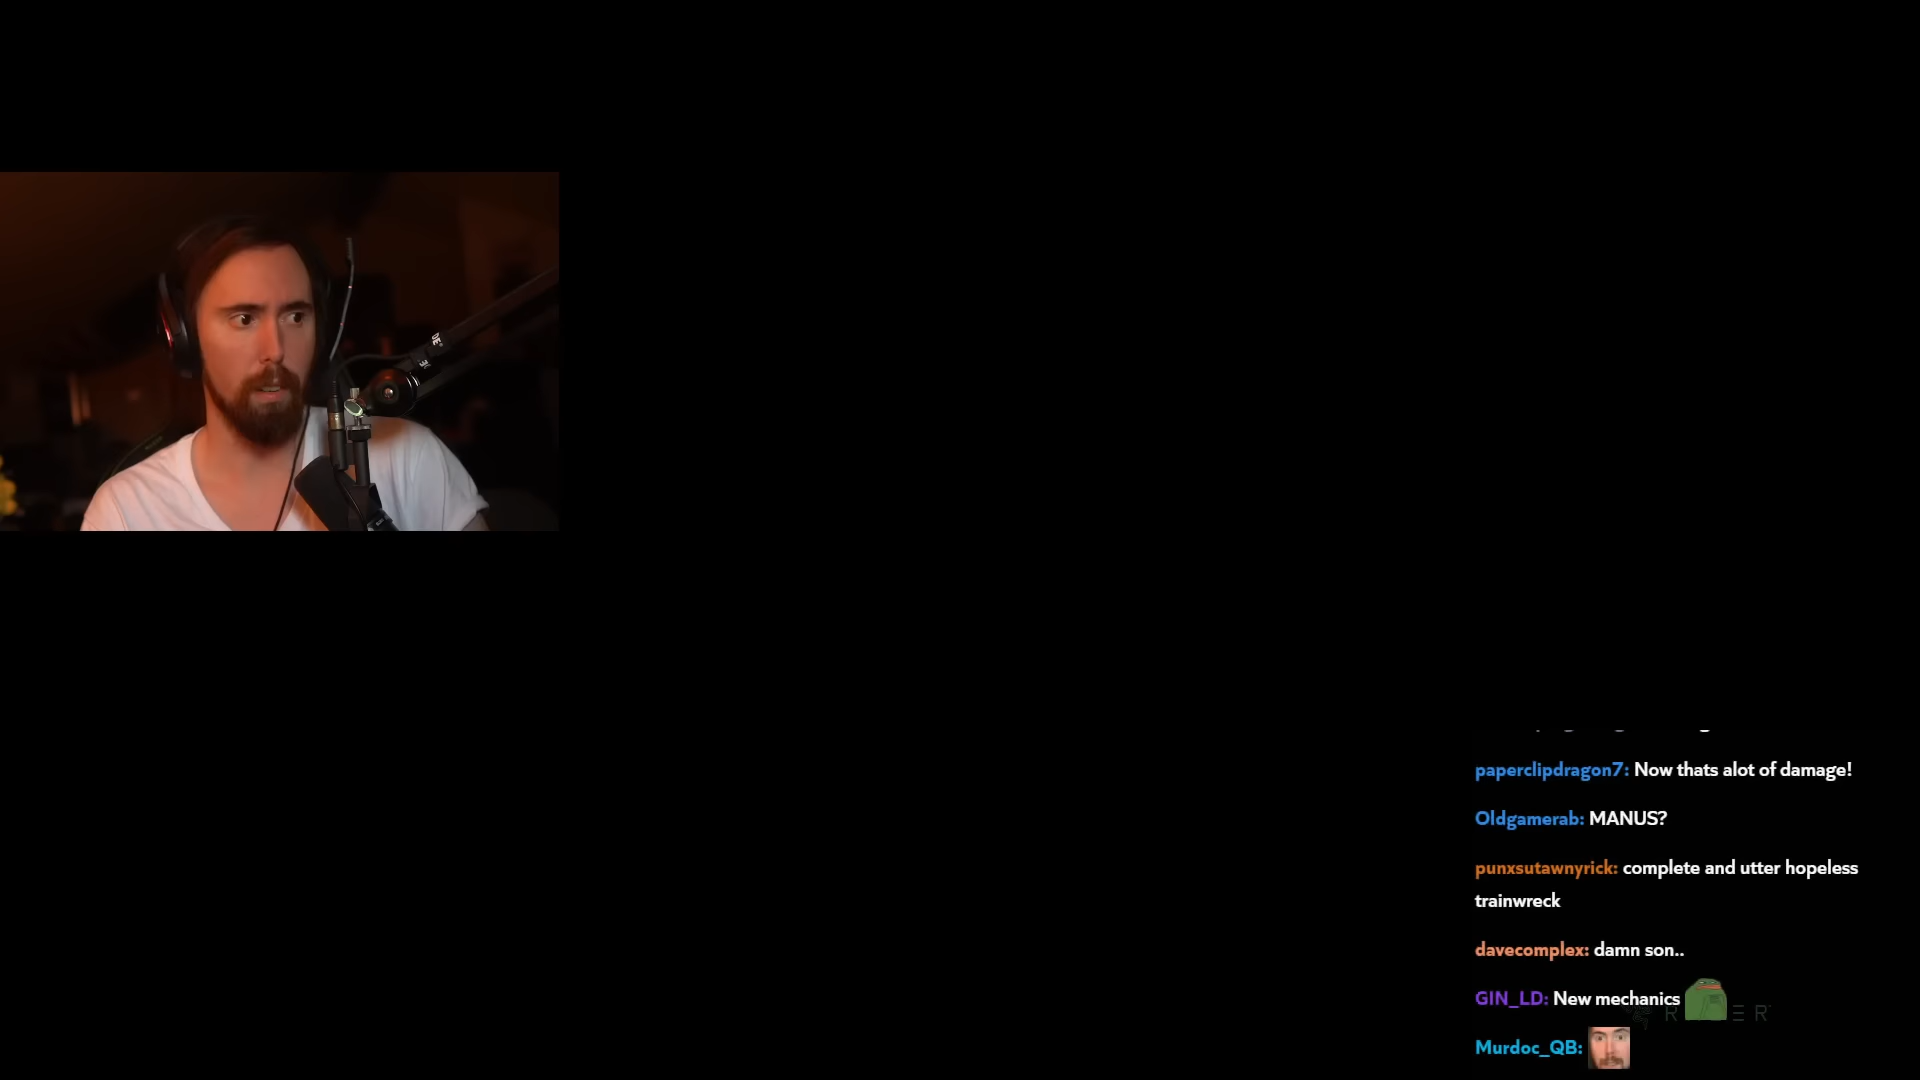 paperclipdragon7: Now thats alot of damage!
Oldgamerab: MANUS?
punxsutawnyrick: complete and utter hopeless
trainwreck
davecomplex: damn son..
GIN_LD: New mechanics
Murdoc_QB: